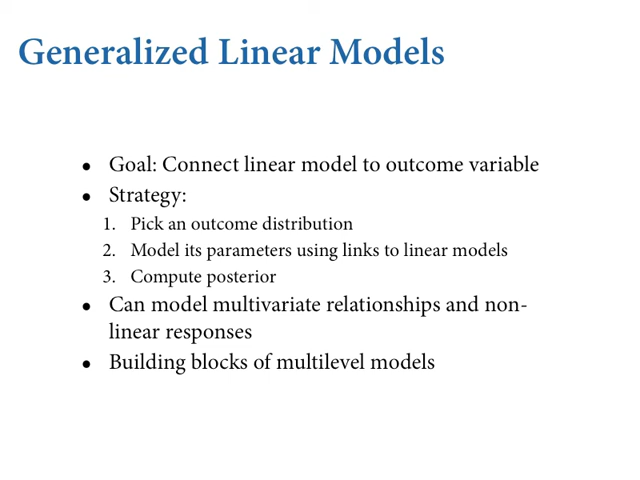 Generalized Linear Models
• Goal: Connect linear model to outcome variable
• Strategy:
1. Pick an outcome distribution
2. Model its parameters using links to linear models
3. Compute posterior
• Can model multivariate relationships and non-
linear responses
• Building blocks of multilevel models